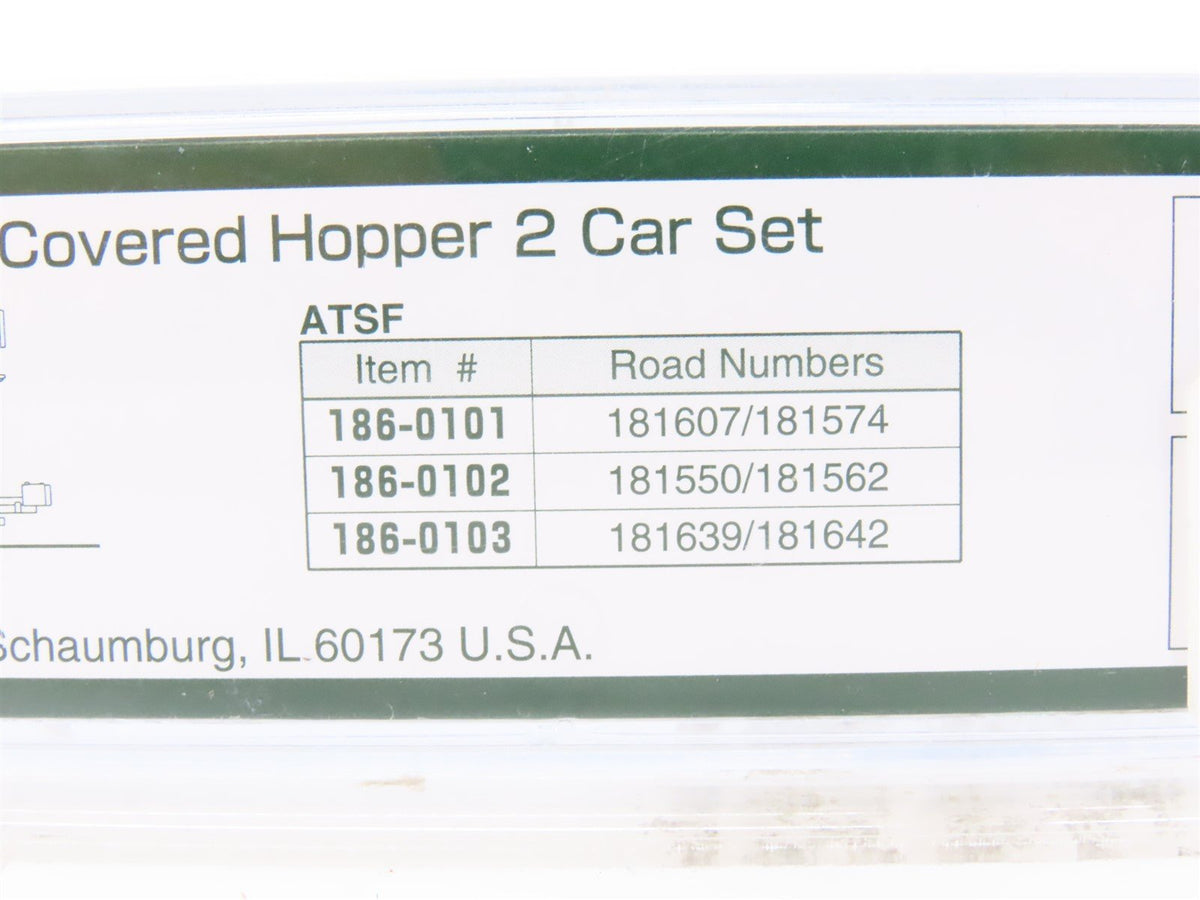 Covered Hopper 2 Car Set
ATSF
Item # Road Numbers
186-0101 181607/181574
186-0102 181550/181562
186-0103 181639/181642
Schaumburg, IL 60173 U.S.A.